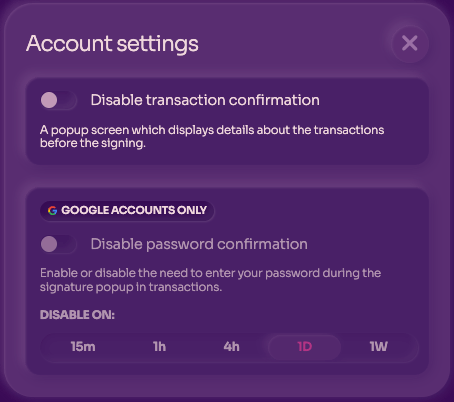 Account settings
Disable transaction confirmation
A popup screen which displays details about the transactions
before the signing.
GOOGLE ACCOUNTS ONLY
Disable password confirmation
Enable or disable the need to enter your password during the
signature popup in transactions.
DISABLE ON:
15m 1h 4h 1D 1W